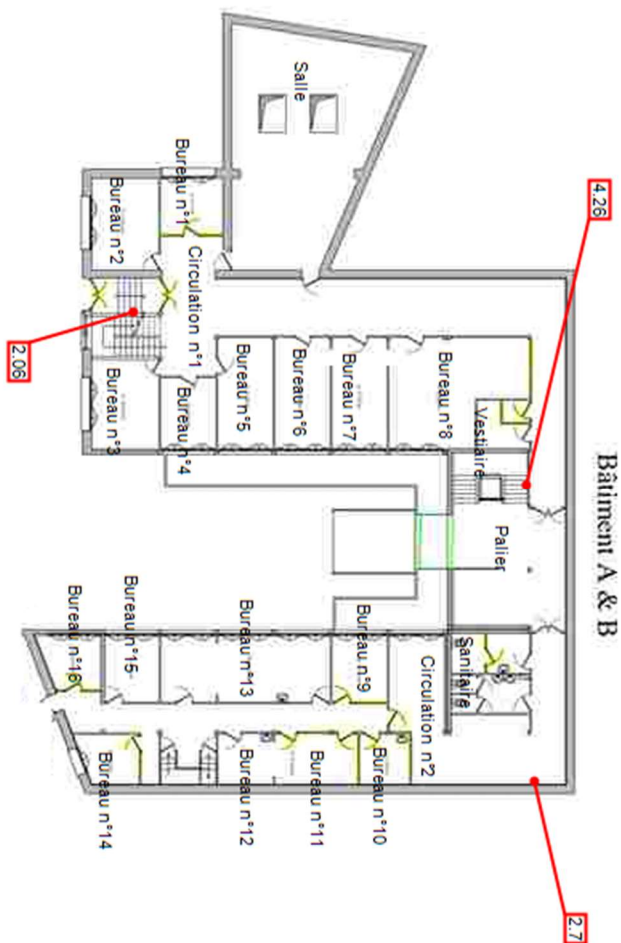 Bâtiment A & B
4.26
2.06
2.7
Salle
Bureau n°1
Bureau n°2
Circulation n°1
Bureau n°3
Bureau n°4
Bureau n°5
Bureau n°6
Bureau n°7
Bureau n°8
Vestiaire
Palier
Sanitaire
Circulation n°2
Bureau n°9
Bureau n°10
Bureau n°11
Bureau n°12
Bureau n°13
Bureau n°14
Bureau n°15
Bureau n°16